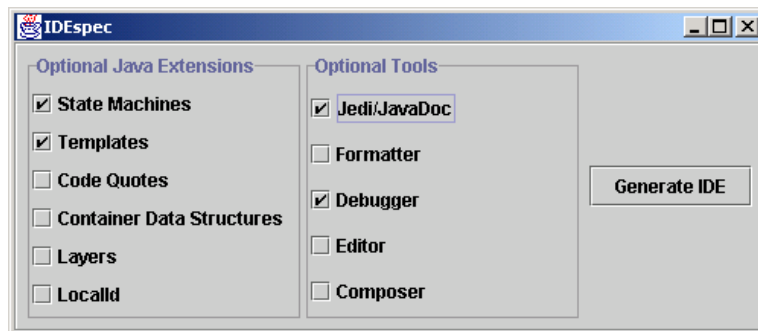 IDEspec
Optional Java Extensions
State Machines
Templates
Code Quotes
Container Data Structures
Layers
LocalId
Optional Tools
Jedi/JavaDoc
Formatter
Debugger
Editor
Composer
Generate IDE